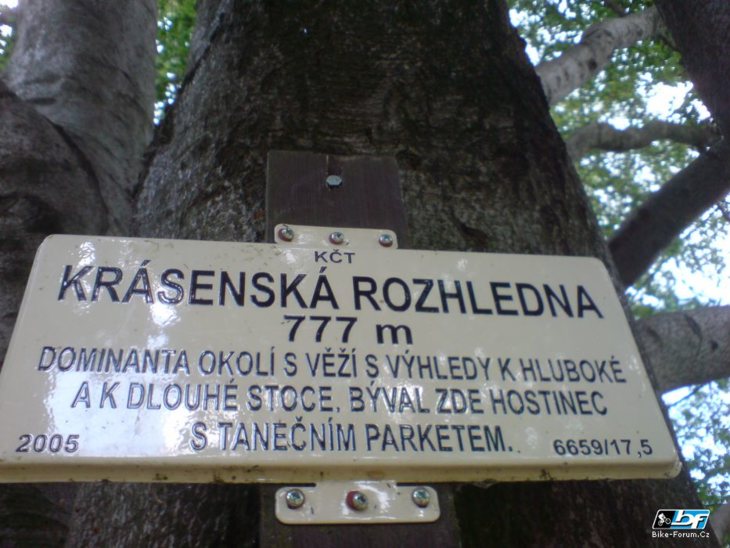 KČT
KRÁSENSKÁ ROZHLEDNA
777 m
DOMINANTA OKOLÍ S VĚŽÍ S VÝHLEDY K HLUBOKÉ
A K DLOUHÉ STOCE, BÝVAL ZDE HOSTINEC
S TANEČNÍM PARKETEM.
2005
6659/17,5
bf
Bike-Forum.Cz